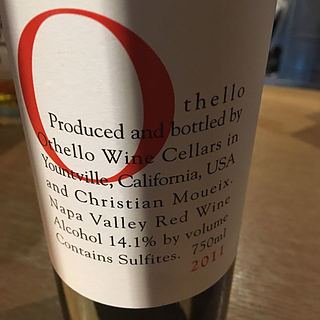 Othello
Produced and bottled by
Othello Wine Cellars in
Yountville, California, USA
and Christian Moueix.
Napa Valley Red Wine
Alcohol 14.1% by volume
Contains Sulfites. 750ml
2011